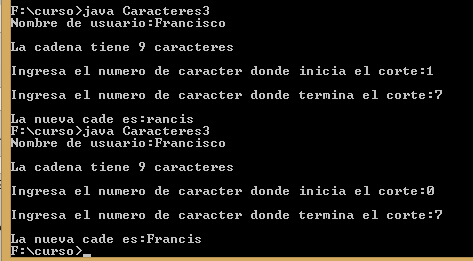 F:\curso>java Caracteres3
Nombre de usuario:Francisco
La cadena tiene 9 caracteres
Ingresa el numero de caracter donde inicia el corte:1
Ingresa el numero de caracter donde termina el corte:7
La nueva cade es:rancis
F:\curso>java Caracteres3
Nombre de usuario:Francisco
La cadena tiene 9 caracteres
Ingresa el numero de caracter donde inicia el corte:0
Ingresa el numero de caracter donde termina el corte:7
La nueva cade es:Francis
F:\curso>_